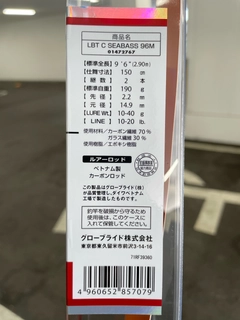 商品名
LBT C SEABASS 96M
01472767
【標準全長】 9´6"(2.90m)
【仕舞寸法】 150 cm
【継数】 2 本
【標準自重】 190 g
【先径】 2.2 mm
【元径】 14.9 mm
【LURE Wt.】 10-40 g
【LINE】 10-20 lb.
使用材料/カーボン繊維 70 %
ガラス繊維 30 %
使用樹脂/エポキシ樹脂
ルアーロッド
ベトナム製
カーボンロッド
この製品はグローブライド(株)
が品質管理し、ダイワベトナム
工場で製造したものです。
釣竿を破損から守るため
使用後は、このケースに
入れて保管してください。
グローブライド株式会社
東京都東久留米市前沢3-14-16
4 960652 857079